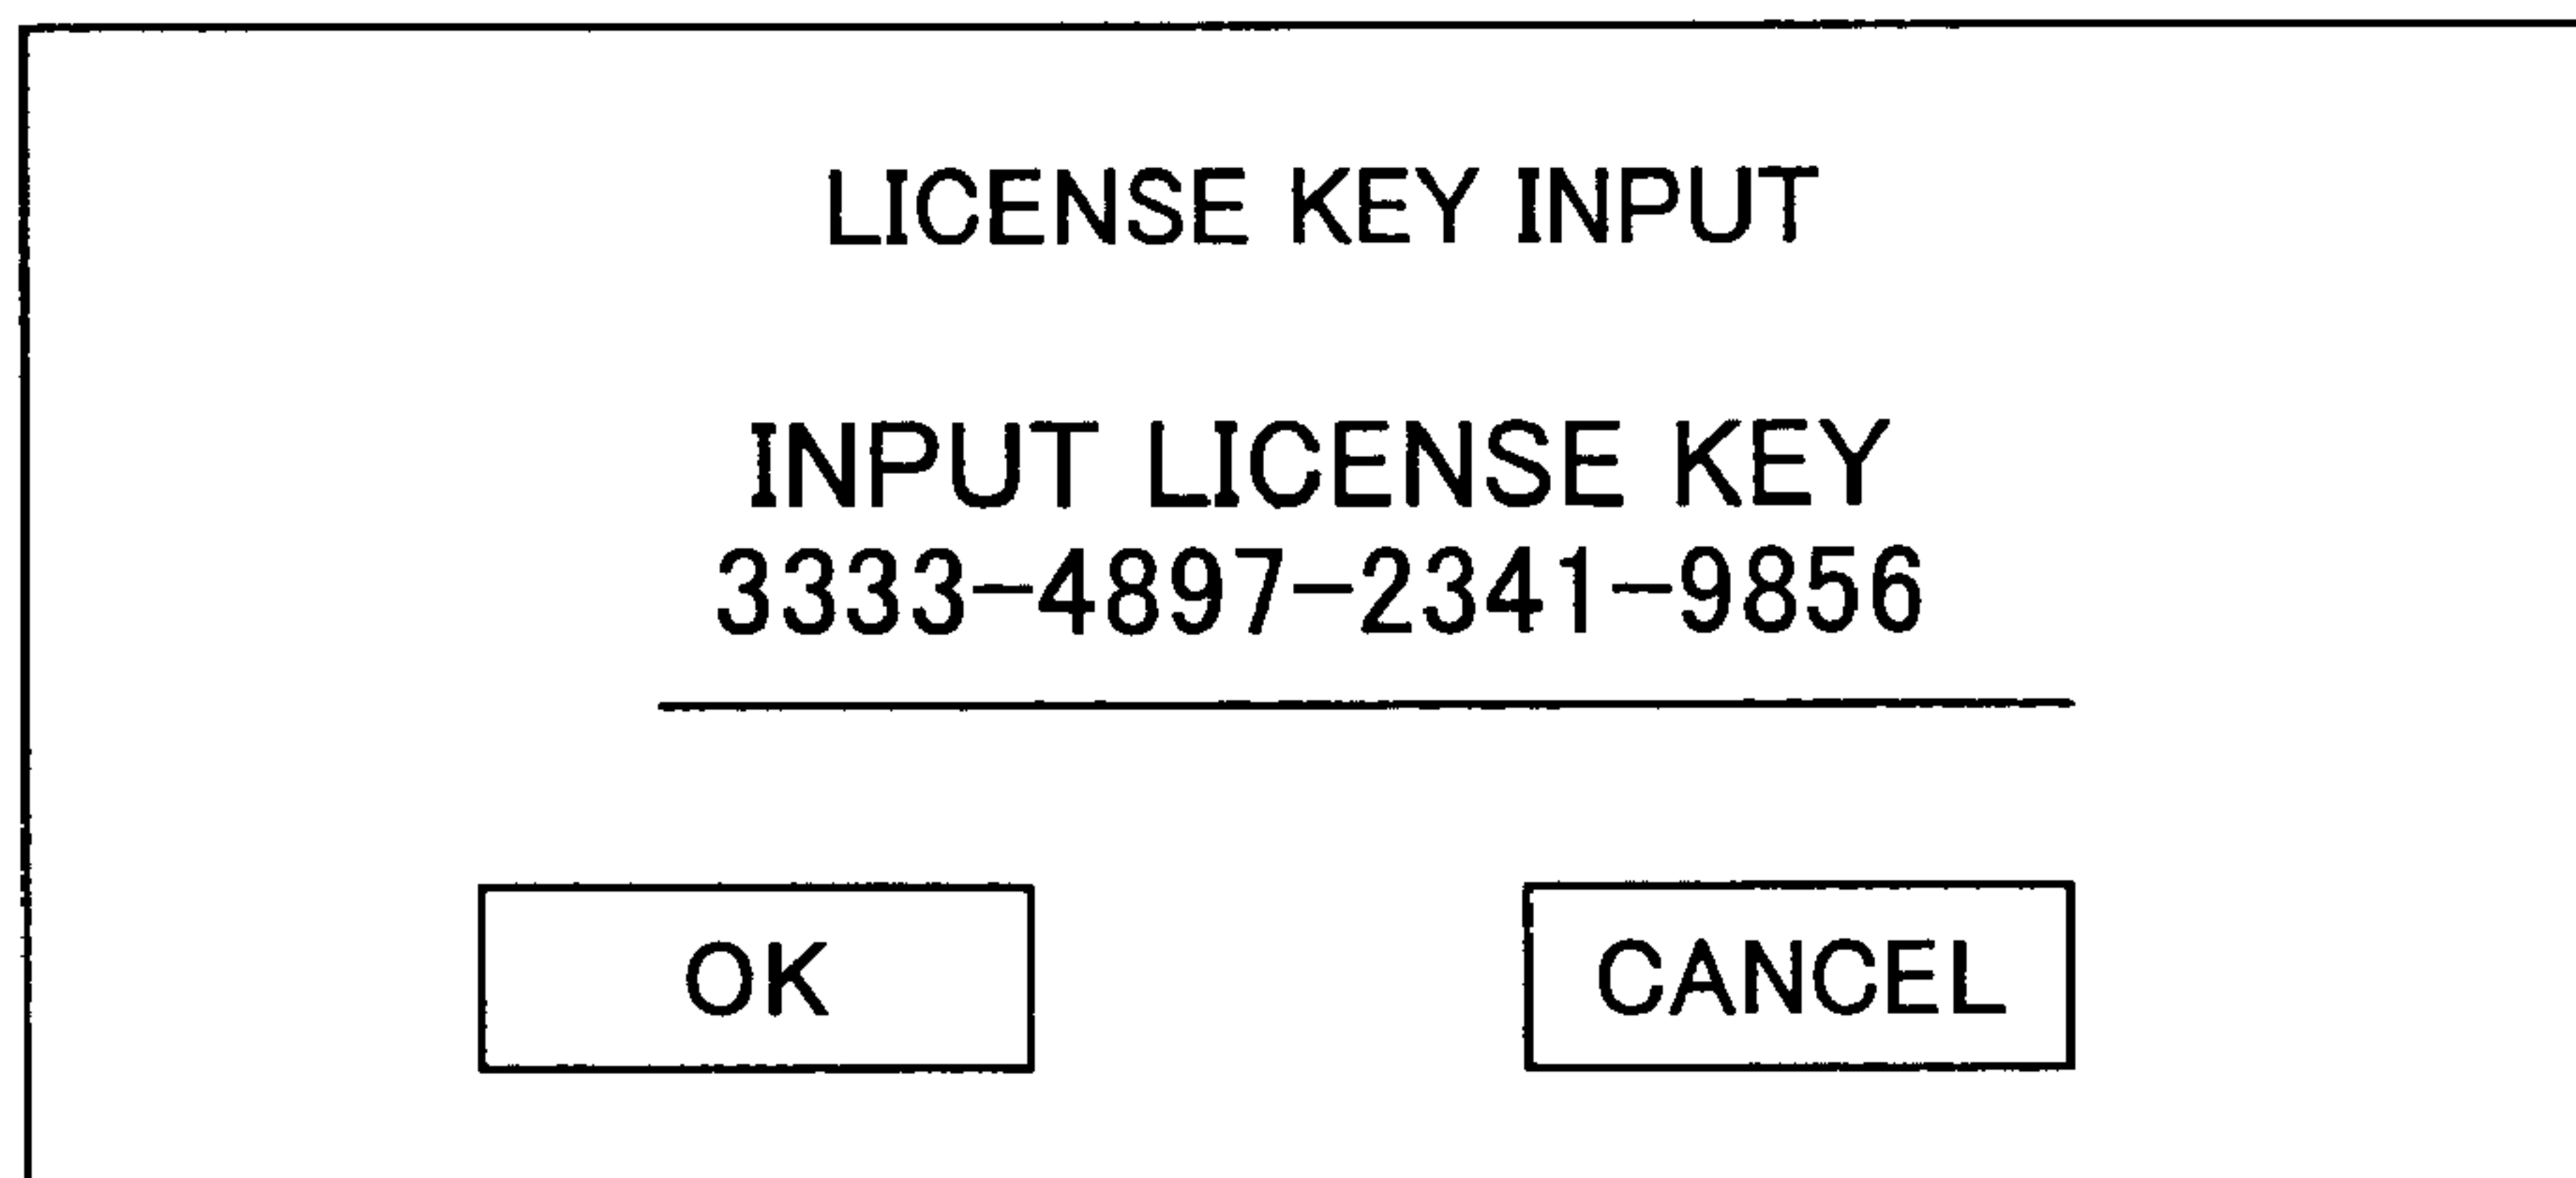 LICENSE KEY INPUT
INPUT LICENSE KEY
3333-4897-2341-9856
OK
CANCEL